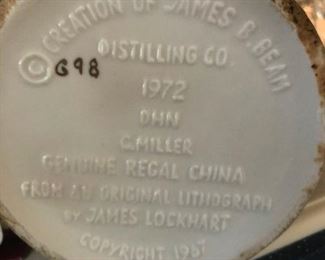 © CREATION OF JAMES B. BEAM
DISTILLING CO.
G98
1972
DHN
C. MILLER
GENUINE REGAL CHINA
FROM AN ORIGINAL LITHOGRAPH
BY JAMES LOCKHART
COPYRIGHT 1967